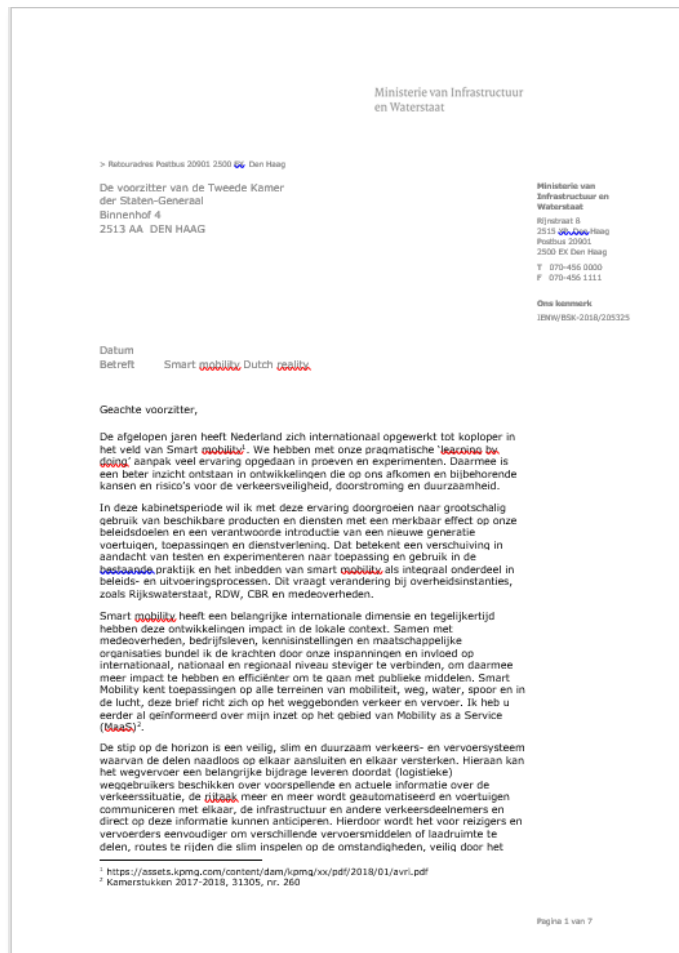 Ministerie van Infrastructuur
en Waterstaat
> Retouradres Postbus 20901 2500 EX Den Haag
De voorzitter van de Tweede Kamer
der Staten-Generaal
Binnenhof 4
2513 AA DEN HAAG
Ministerie van
Infrastructuur en
Waterstaat
Rijnstraat 8
2515 XP Den Haag
Postbus 20901
2500 EX Den Haag
T 070-456 0000
F 070-456 1111
Ons kenmerk
IENW/BSK-2018/205325
Datum
Betreft Smart mobility, Dutch reality
Geachte voorzitter,
De afgelopen jaren heeft Nederland zich internationaal opgewerkt tot koploper in
het veld van Smart mobility¹. We hebben met onze pragmatische ‘learning by
doing’ aanpak veel ervaring opgedaan in proeven en experimenten. Daarmee is
een beter inzicht ontstaan in ontwikkelingen die op ons afkomen en bijbehorende
kansen en risico’s voor de verkeersveiligheid, doorstroming en duurzaamheid.
In deze kabinetsperiode wil ik met deze ervaring doorgroeien naar grootschalig
gebruik van beschikbare producten en diensten met een merkbaar effect op onze
beleidsdoelen en een verantwoorde introductie van een nieuwe generatie
voertuigen, toepassingen en dienstverlening. Dat betekent een verschuiving in
aandacht van testen en experimenteren naar toepassing en gebruik in de
bestaande praktijk en het inbedden van smart mobility als integraal onderdeel in
beleids- en uitvoeringsprocessen. Dit vraagt verandering bij overheidsinstanties,
zoals Rijkswaterstaat, RDW, CBR en medeoverheden.
Smart mobility heeft een belangrijke internationale dimensie en tegelijkertijd
hebben deze ontwikkelingen impact in de lokale context. Samen met
medeoverheden, bedrijfsleven, kennisinstellingen en maatschappelijke
organisaties bundel ik de krachten door onze inspanningen en invloed op
internationaal, nationaal en regionaal niveau steviger te verbinden, om daarmee
meer impact te hebben en efficiënter om te gaan met publieke middelen. Smart
Mobility kent toepassingen op alle terreinen van mobiliteit, weg, water, spoor en in
de lucht, deze brief richt zich op het weggebonden verkeer en vervoer. Ik heb u
eerder al geïnformeerd over mijn inzet op het gebied van Mobility as a Service
(MaaS)².
De stip op de horizon is een veilig, slim en duurzaam verkeers- en vervoersysteem
waarvan de delen naadloos op elkaar aansluiten en elkaar versterken. Hieraan kan
het wegvervoer een belangrijke bijdrage leveren doordat (logistieke)
weggebruikers beschikken over voorspellende en actuele informatie over de
verkeerssituatie, de rijtaak meer en meer wordt geautomatiseerd en voertuigen
communiceren met elkaar, de infrastructuur en andere verkeersdeelnemers en
direct op deze informatie kunnen anticiperen. Hierdoor wordt het voor reizigers en
vervoerders eenvoudiger om verschillende vervoersmiddelen of laadruimte te
delen, routes te rijden die slim inspelen op de omstandigheden, veilig door het
¹ https://assets.kpmg.com/content/dam/kpmg/xx/pdf/2018/01/avri.pdf
² Kamerstukken 2017-2018, 31305, nr. 260
Pagina 1 van 7